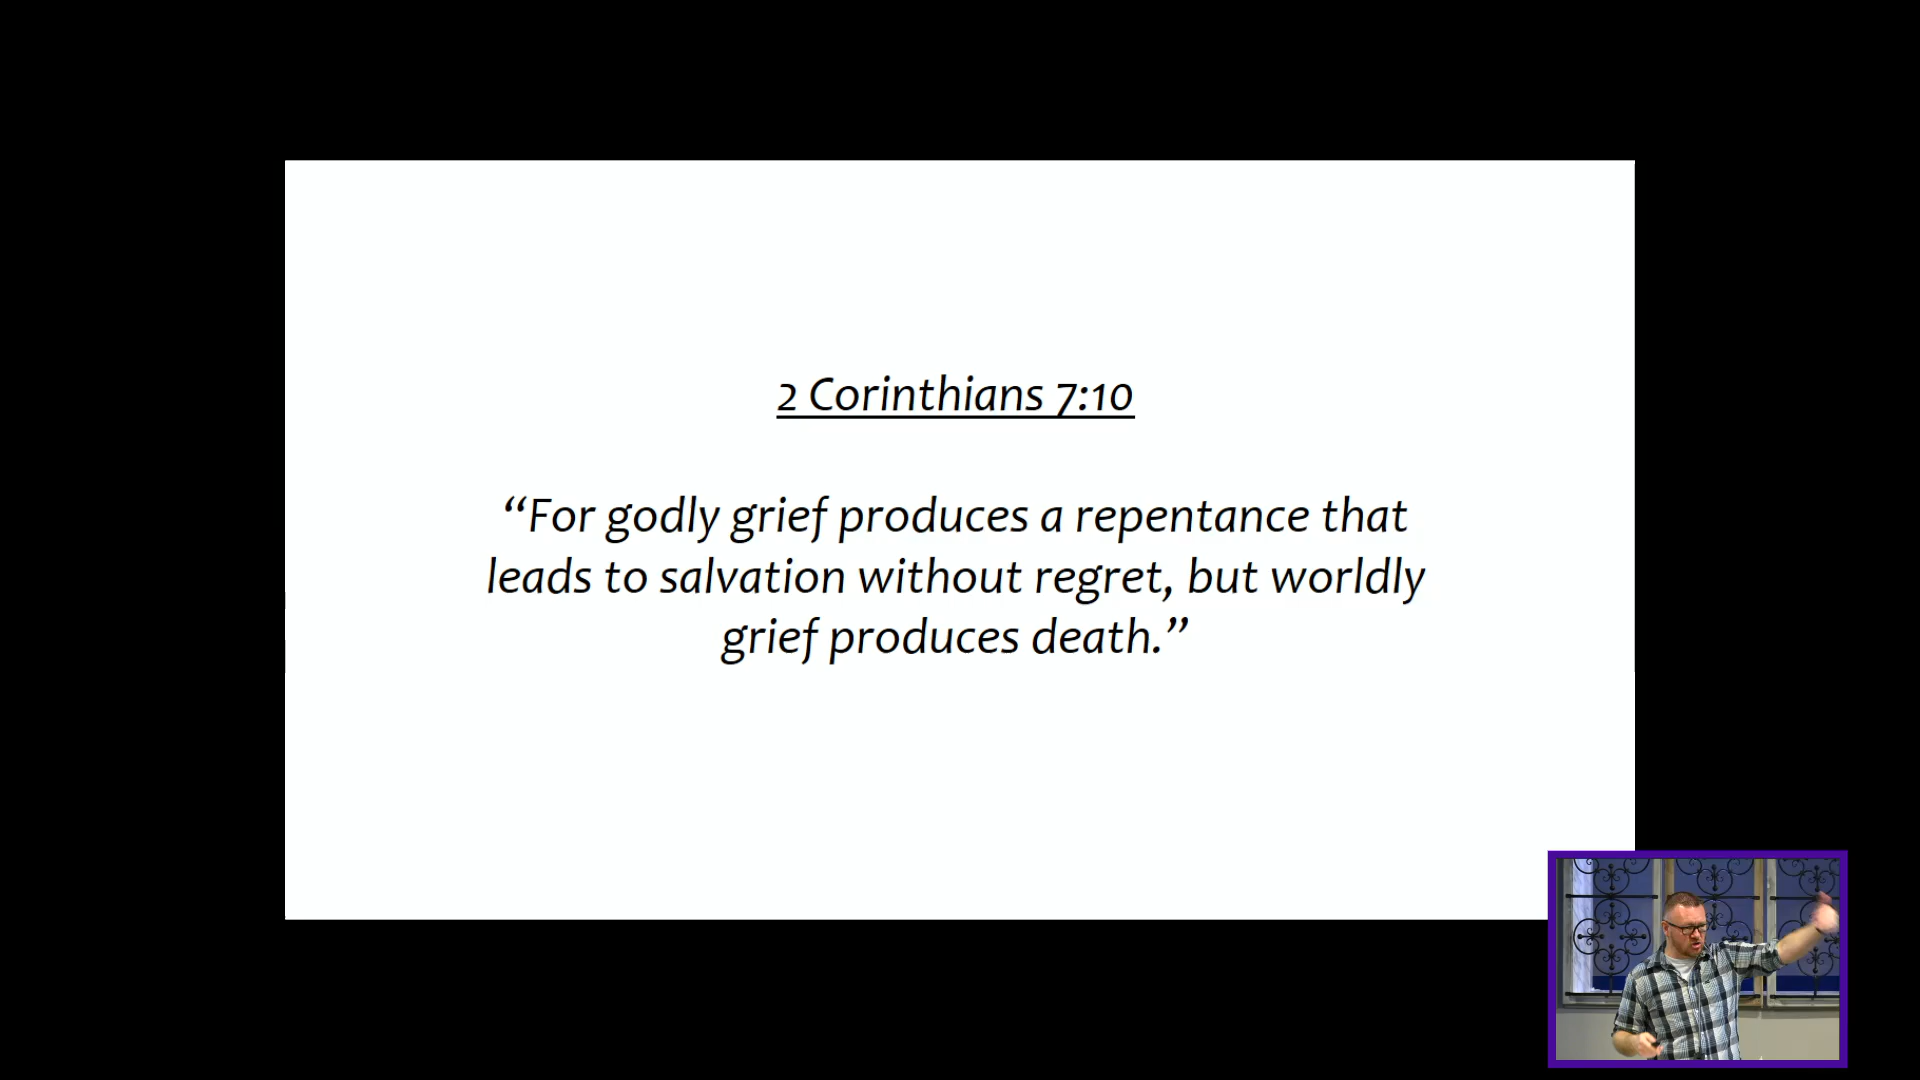 2 Corinthians 7:10
“For godly grief produces a repentance that
leads to salvation without regret, but worldly
grief produces death.”